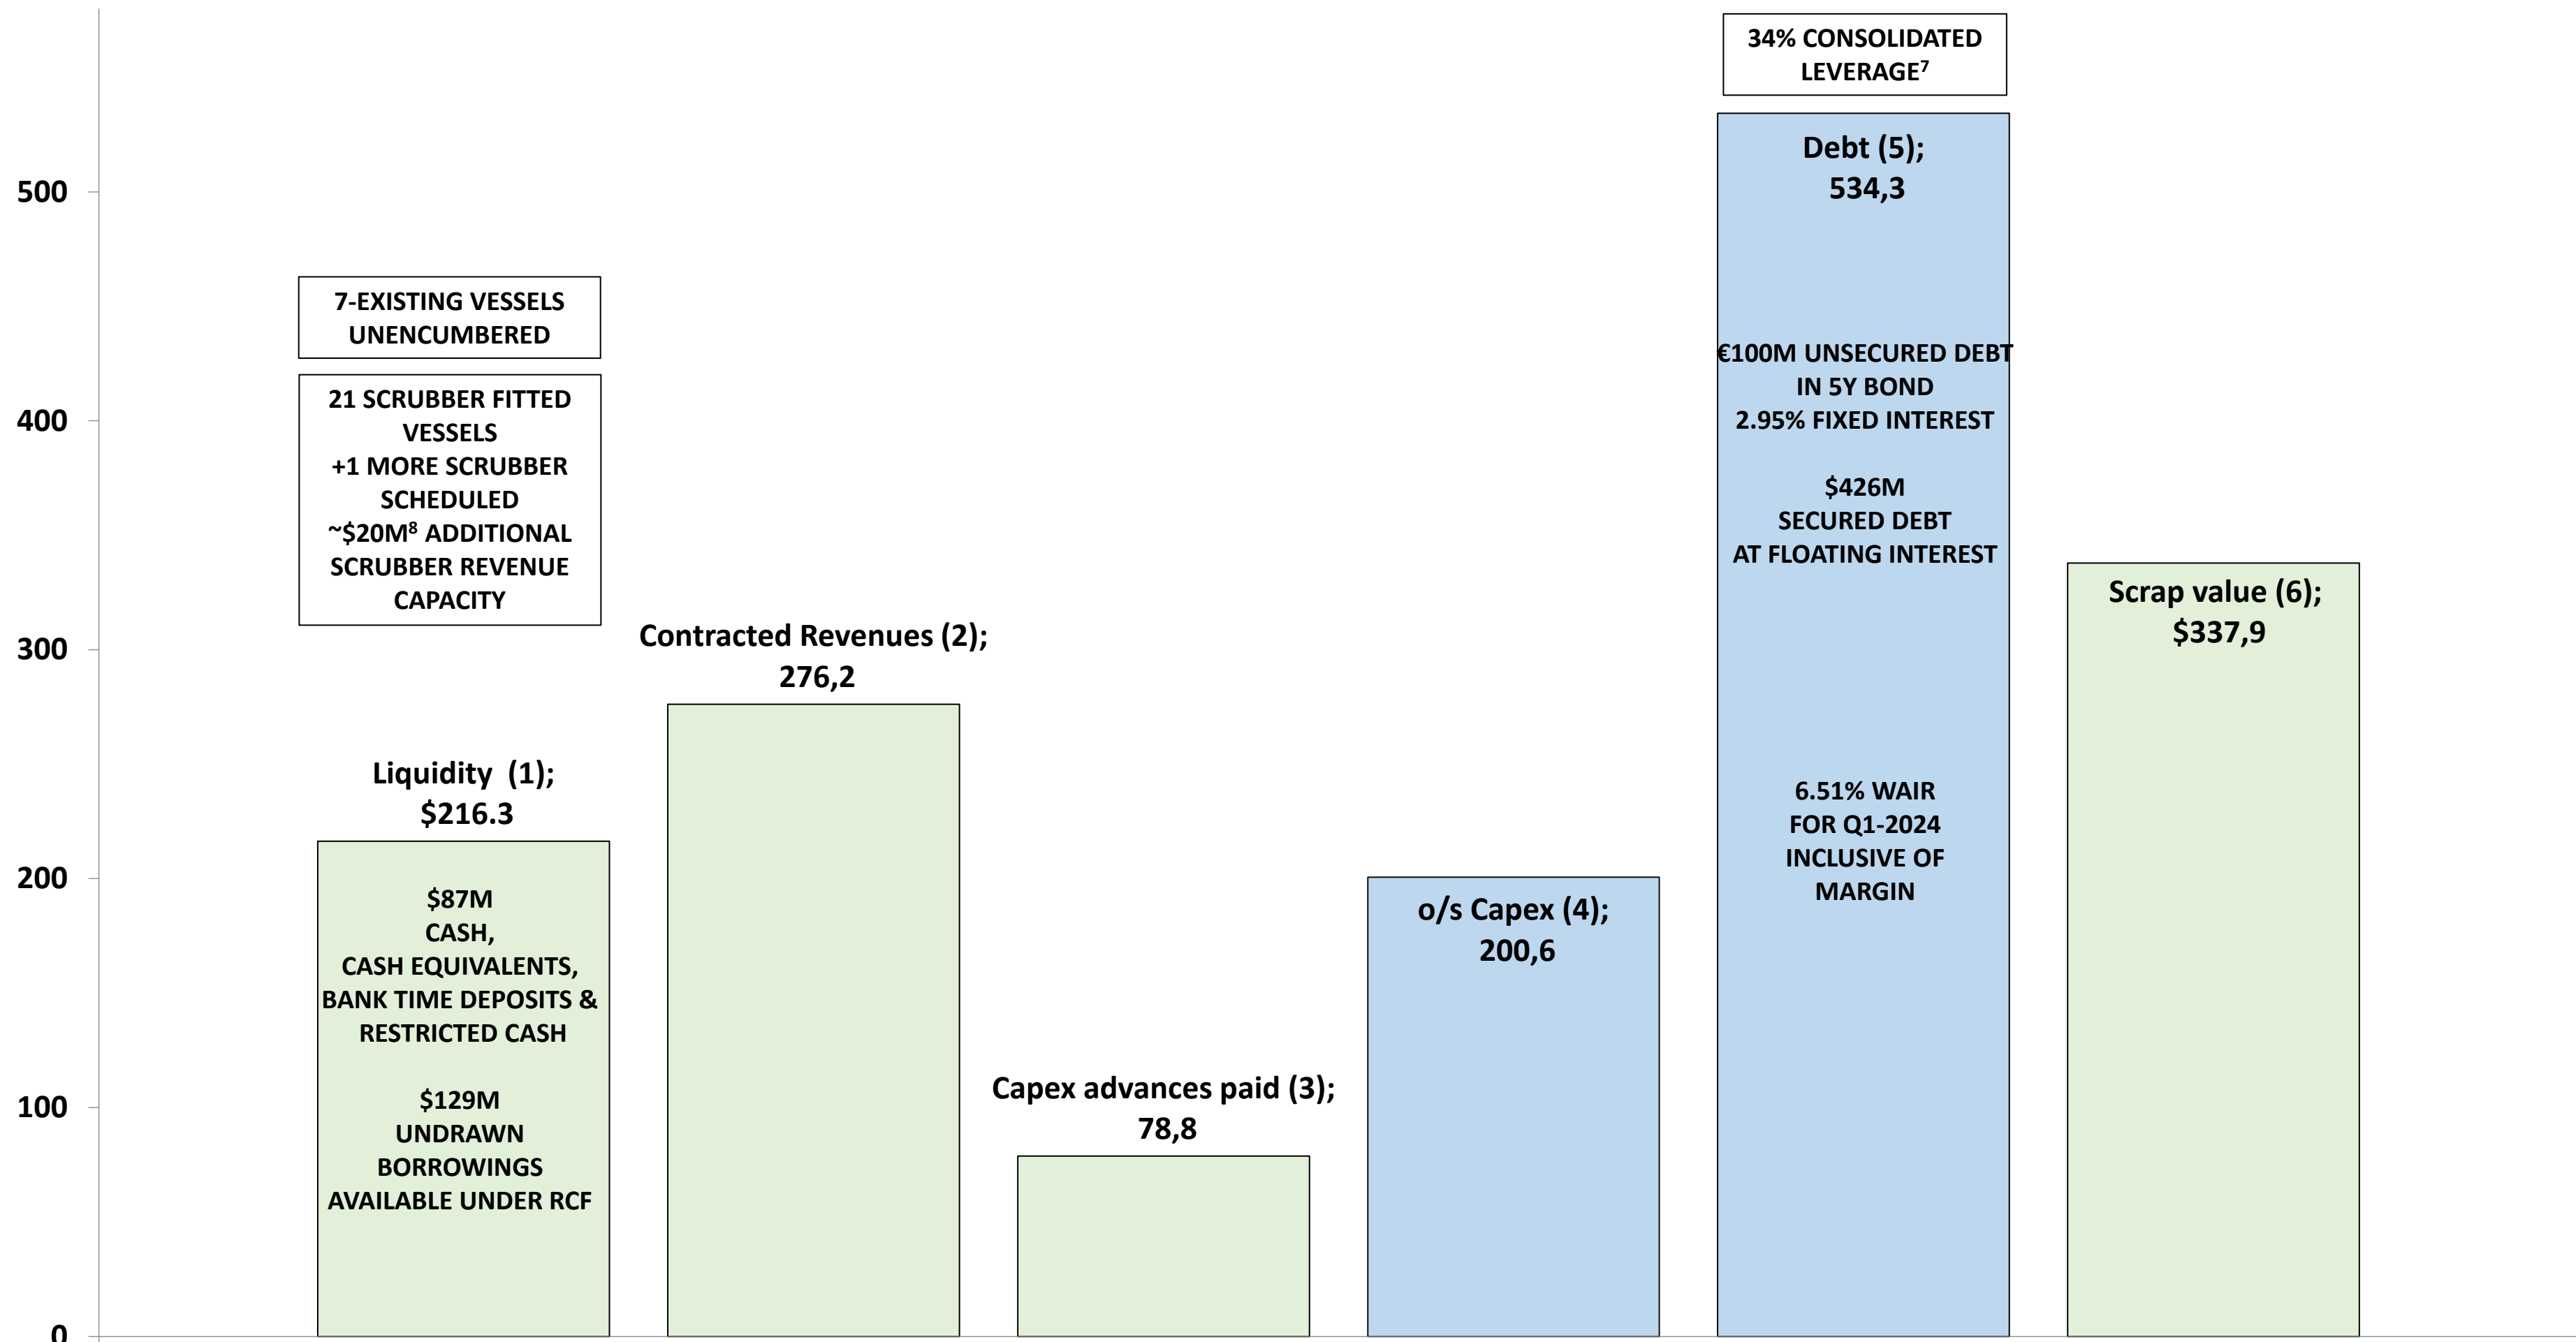 500
400
300
200
100
0
7-EXISTING VESSELS
UNENCUMBERED
21 SCRUBBER FITTED
VESSELS
+1 MORE SCRUBBER
SCHEDULED
~$20M⁸ ADDITIONAL
SCRUBBER REVENUE
CAPACITY
Liquidity (1);
$216.3
$87M
CASH,
CASH EQUIVALENTS,
BANK TIME DEPOSITS &
RESTRICTED CASH
$129M
UNDRAWN
BORROWINGS
AVAILABLE UNDER RCF
Contracted Revenues (2);
276,2
Capex advances paid (3);
78,8
o/s Capex (4);
200,6
34% CONSOLIDATED
LEVERAGE⁷
Debt (5);
534,3
€100M UNSECURED DEBT
IN 5Y BOND
2.95% FIXED INTEREST
$426M
SECURED DEBT
AT FLOATING INTEREST
6.51% WAIR
FOR Q1-2024
INCLUSIVE OF
MARGIN
Scrap value (6);
$337,9